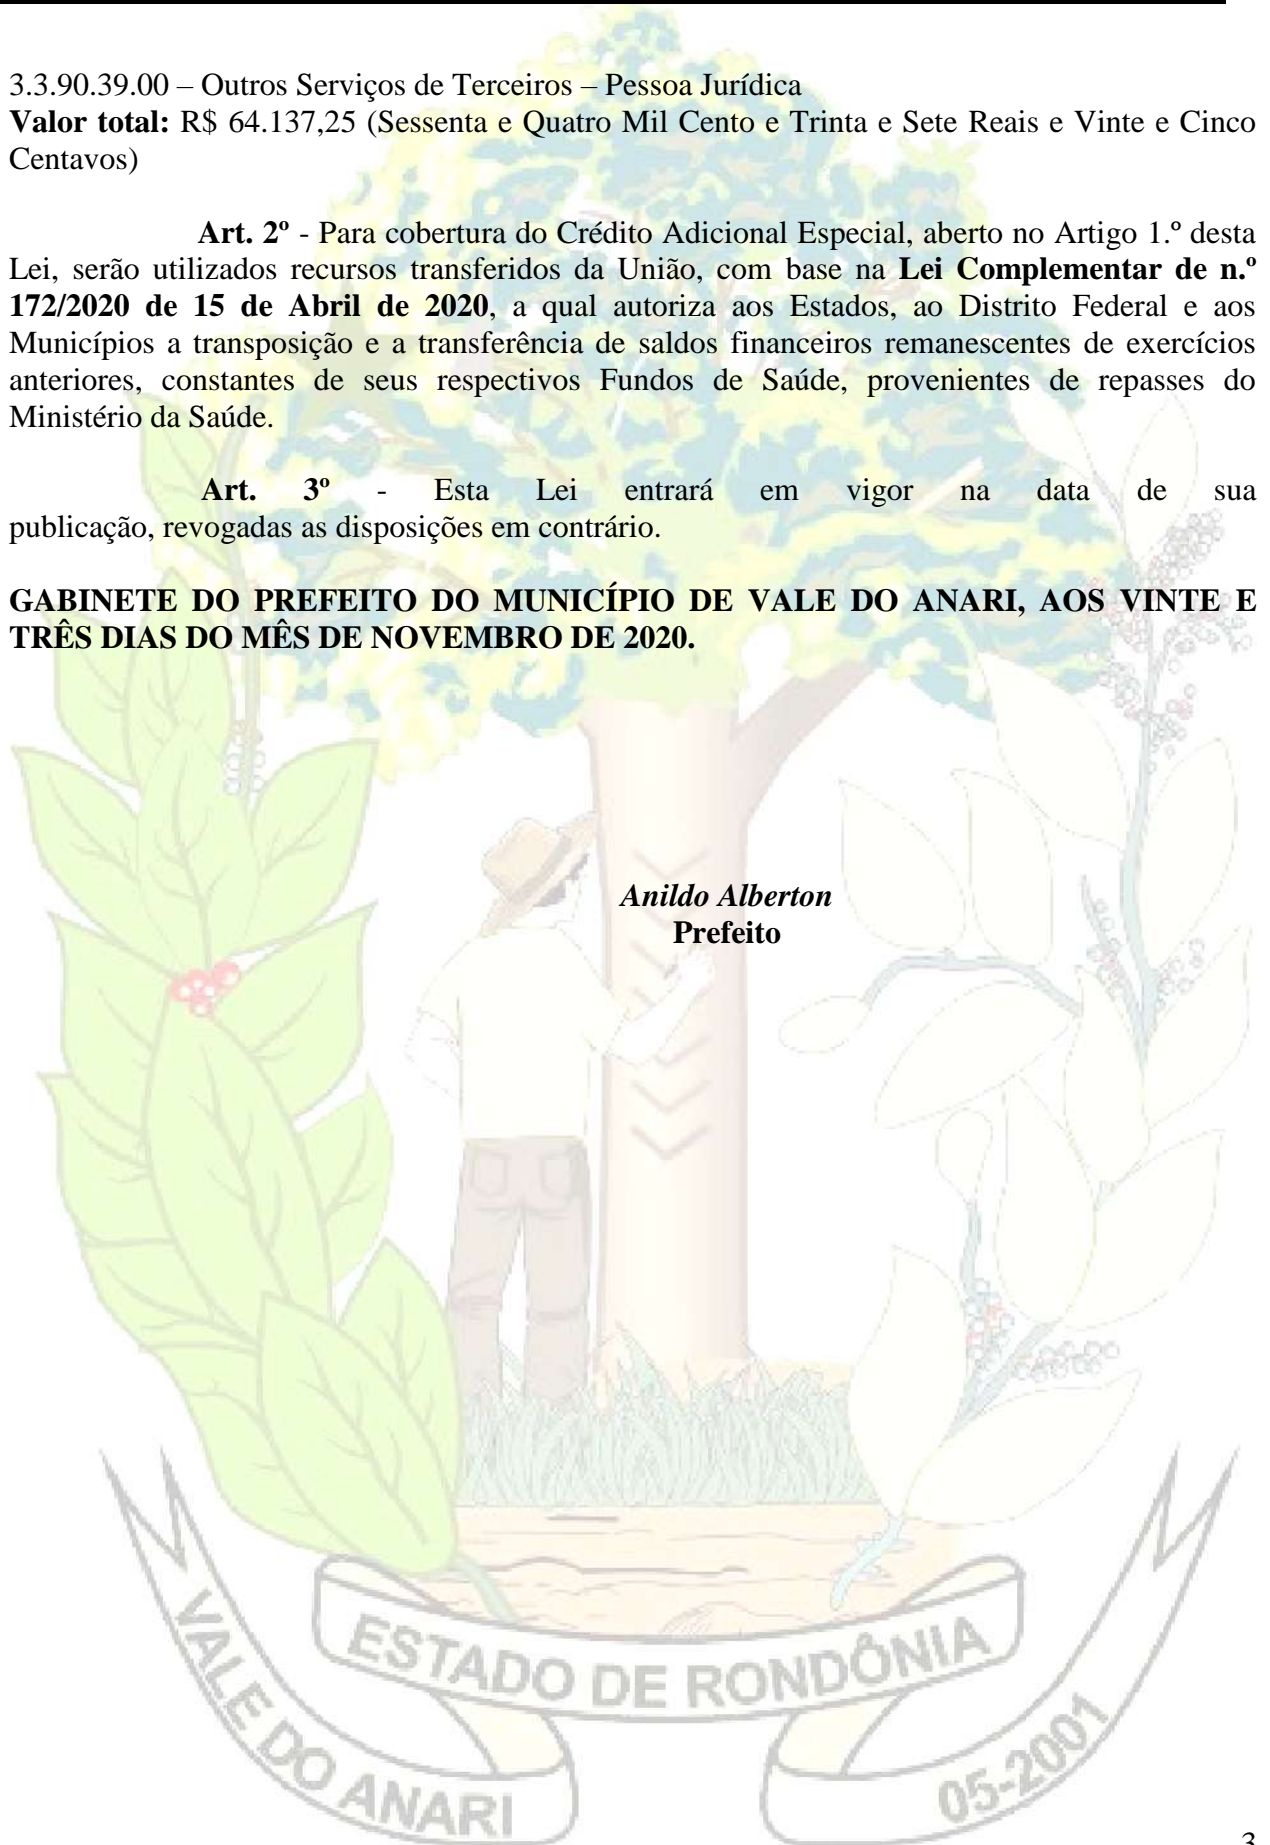 3.3.90.39.00 – Outros Serviços de Terceiros – Pessoa Jurídica
Valor total: R$ 64.137,25 (Sessenta e Quatro Mil Cento e Trinta e Sete Reais e Vinte e Cinco
Centavos)
Art. 2º - Para cobertura do Crédito Adicional Especial, aberto no Artigo 1.º desta
Lei, serão utilizados recursos transferidos da União, com base na Lei Complementar de n.º
172/2020 de 15 de Abril de 2020, a qual autoriza aos Estados, ao Distrito Federal e aos
Municípios a transposição e a transferência de saldos financeiros remanescentes de exercícios
anteriores, constantes de seus respectivos Fundos de Saúde, provenientes de repasses do
Ministério da Saúde.
Art. 3º - Esta Lei entrará em vigor na data de sua
publicação, revogadas as disposições em contrário.
GABINETE DO PREFEITO DO MUNICÍPIO DE VALE DO ANARI, AOS VINTE E
TRÊS DIAS DO MÊS DE NOVEMBRO DE 2020.
Anildo Alberton
Prefeito
ESTADO DE RONDÔNIA
VALE DO ANARI
05-2001
3